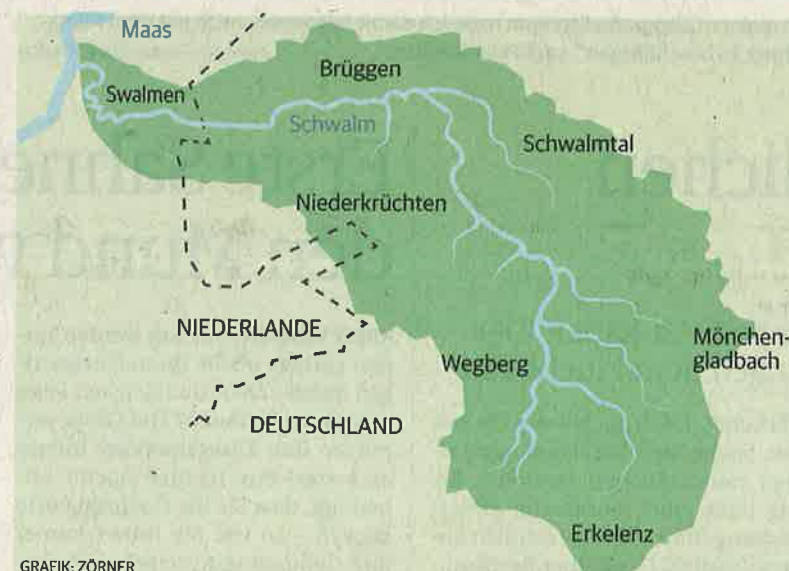 Maas
Swalmen
Brüggen
Schwalm
Schwalmtal
Niederkrüchten
NIEDERLANDE
Mönchen-
gladbach
Wegberg
DEUTSCHLAND
Erkelenz
GRAFIK: ZÖRNER